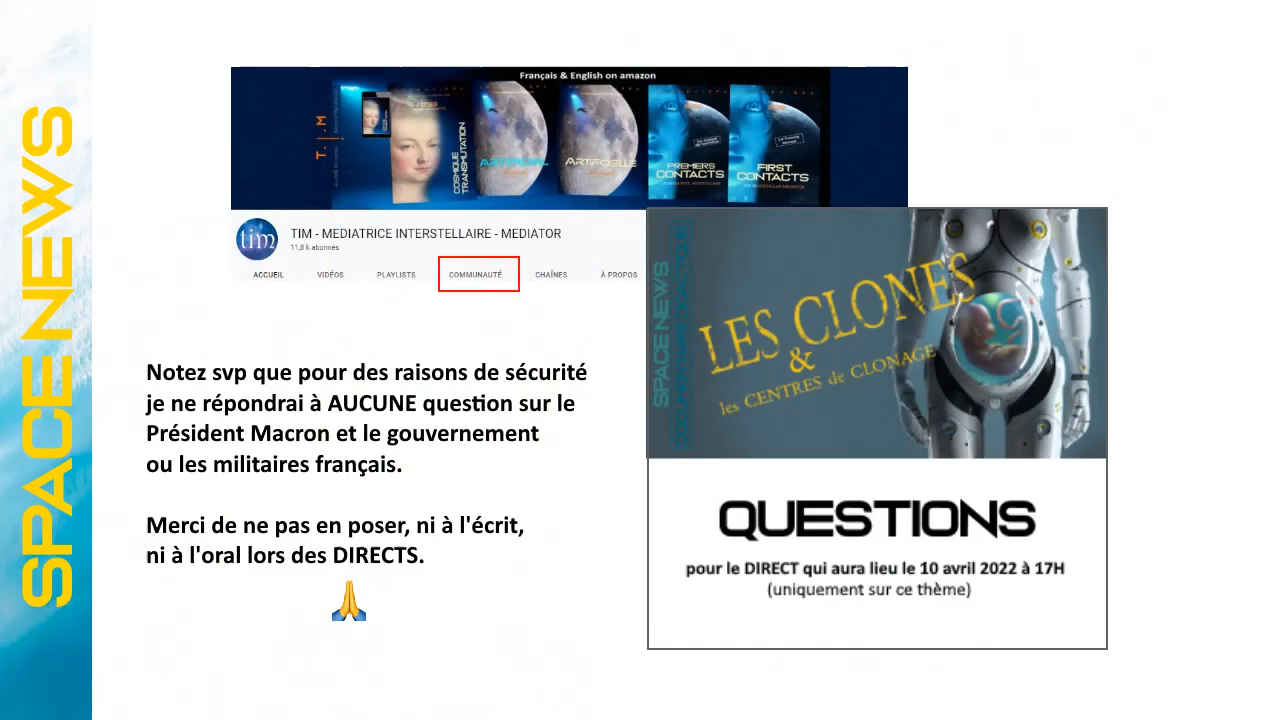 SPACE NEWS
Français & English on amazon
T.I.M
COSMIQUE
TRANSMUTATION
ARTIFICIELLE
PREMIERS
CONTACTS
FIRST
CONTACTS
tim
TIM - MEDIATRICE INTERSTELLAIRE - MEDIATOR
11,8 k abonnés
ACCUEIL VIDÉOS PLAYLISTS COMMUNAUTÉ CHAÎNES À PROPOS
SPACE NEWS
DOCUMENTAIRE DIDACTIQUE
LES CLONES
&
les CENTRES de CLONAGE
Notez svp que pour des raisons de sécurité
je ne répondrai à AUCUNE question sur le
Président Macron et le gouvernement
ou les militaires français.
Merci de ne pas en poser, ni à l'écrit,
ni à l'oral lors des DIRECTS.
QUESTIONS
pour le DIRECT qui aura lieu le 10 avril 2022 à 17H
(uniquement sur ce thème)